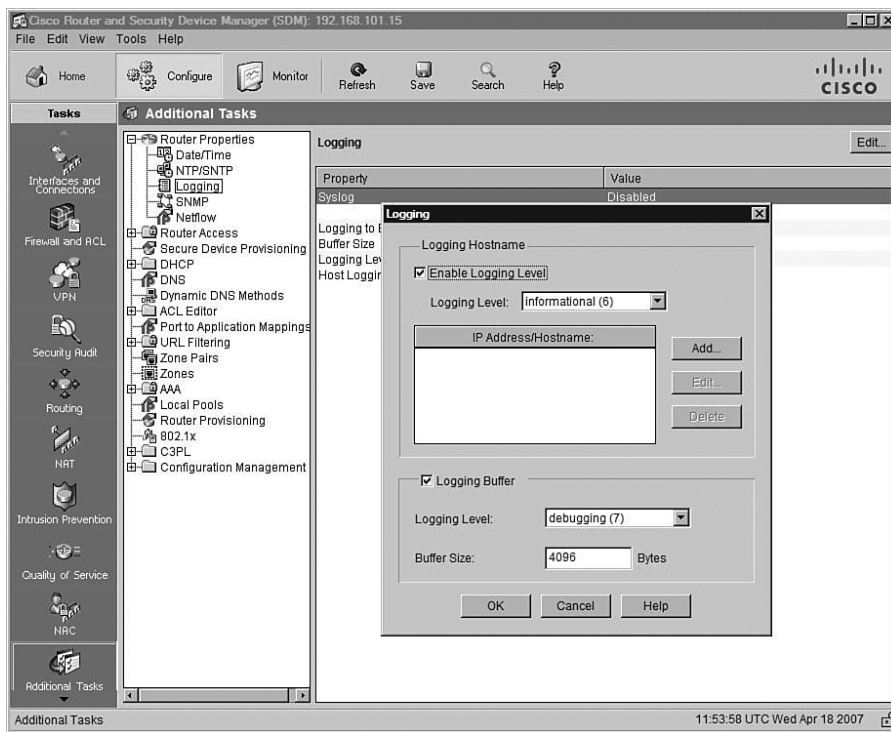 Cisco Router and Security Device Manager (SDM): 192.168.101.15
File Edit View Tools Help
Home
Configure
Monitor
Refresh
Save
Search
Help
CISCO
Tasks
Interfaces and
Connections
Firewall and ACL
VPN
Security Audit
Routing
NAT
Intrusion Prevention
Quality of Service
NAC
Additional Tasks
Additional Tasks
Router Properties
Date/Time
NTP/SNTP
Logging
SNMP
Netflow
Router Access
Secure Device Provisioning
DHCP
DNS
Dynamic DNS Methods
ACL Editor
Port to Application Mappings
URL Filtering
Zone Pairs
Zones
AAA
Local Pools
Router Provisioning
802.1x
C3PL
Configuration Management
Logging
Edit...
Property Value
Syslog Disabled
Logging to
Buffer Size
Logging
Host
Logging
Logging Hostname
Enable Logging Level
Logging Level: informational (6)
IP Address/Hostname:
Add...
Edit...
Delete
Logging Buffer
Logging Level: debugging (7)
Buffer Size: 4096 Bytes
OK Cancel Help
Additional Tasks
11:53:58 UTC Wed Apr 18 2007